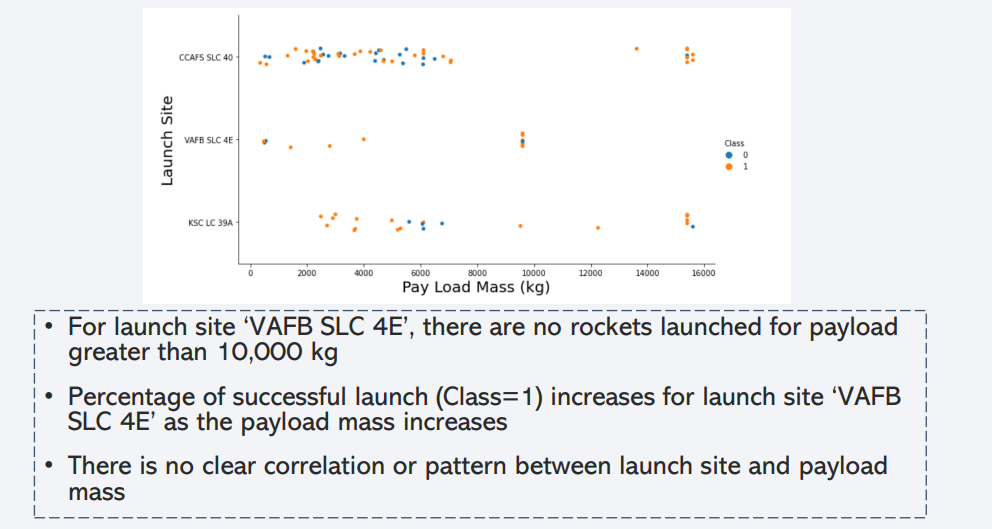 Launch Site
CCAFS SLC 40
VAFB SLC 4E
KSC LC 39A
Class
0
1
0 2000 4000 6000 8000 10000 12000 14000 16000
Pay Load Mass (kg)
• For launch site ‘VAFB SLC 4E’, there are no rockets launched for payload
greater than 10,000 kg
• Percentage of successful launch (Class=1) increases for launch site ‘VAFB
SLC 4E’ as the payload mass increases
• There is no clear correlation or pattern between launch site and payload
mass